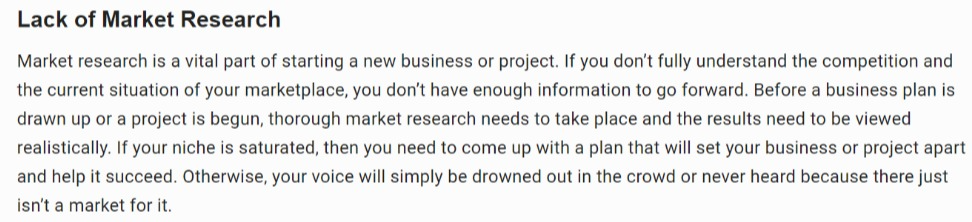 Lack of Market Research
Market research is a vital part of starting a new business or project. If you don't fully understand the competition and
the current situation of your marketplace, you don't have enough information to go forward. Before a business plan is
drawn up or a project is begun, thorough market research needs to take place and the results need to be viewed
realistically. If your niche is saturated, then you need to come up with a plan that will set your business or project apart
and help it succeed. Otherwise, your voice will simply be drowned out in the crowd or never heard because there just
isn't a market for it.